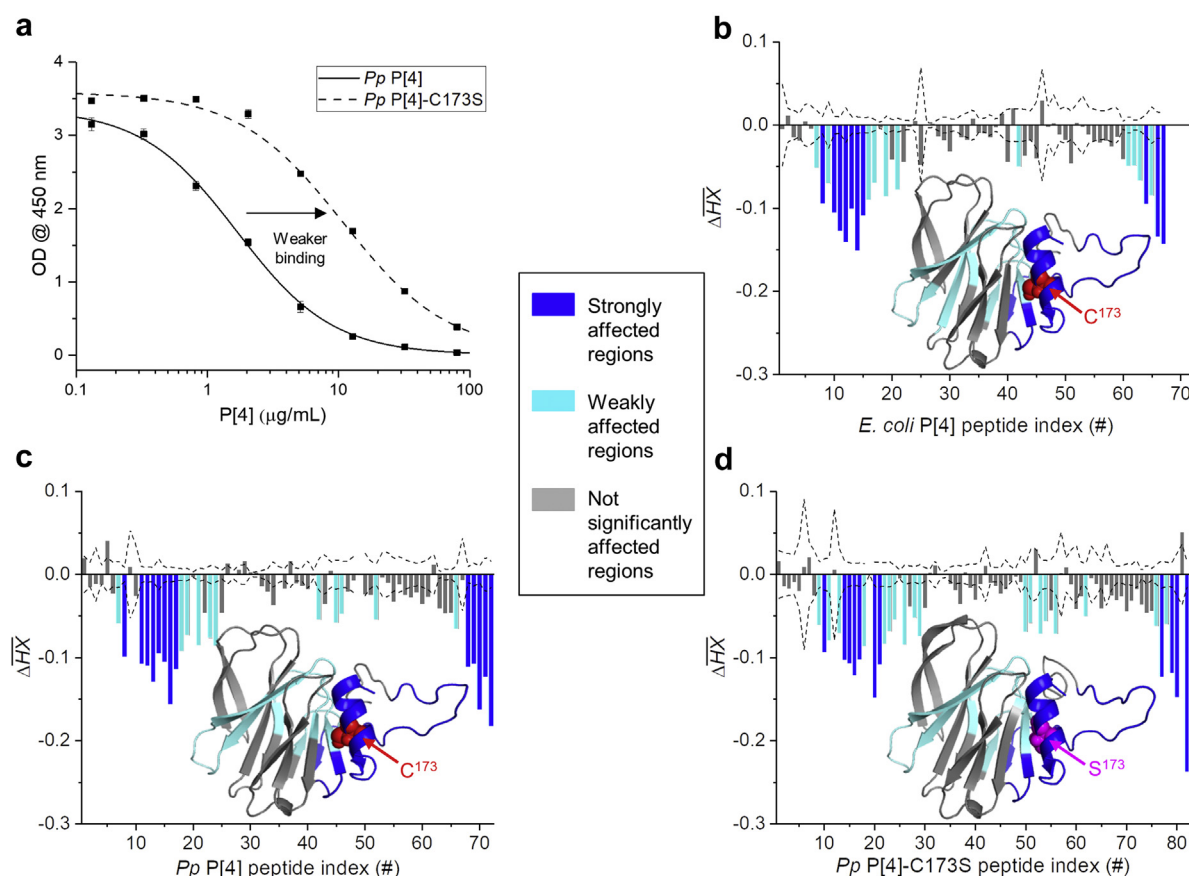 a
4
3
2
1
0
0.1
1
10
100
OD @ 450 nm
P[4] (μg/mL)
Pp P[4]
Pp P[4]-C173S
Weaker
binding
b
0.1
0.0
-0.1
-0.2
-0.3
ΔHX
10 20 30 40 50 60 70
E. coli P[4] peptide index (#)
C173
Strongly
affected
regions
Weakly
affected
regions
Not
significantly
affected
regions
c
0.1
0.0
-0.1
-0.2
-0.3
ΔHX
10 20 30 40 50 60 70
Pp P[4] peptide index (#)
C173
d
0.1
0.0
-0.1
-0.2
-0.3
ΔHX
10 20 30 40 50 60 70 80
Pp P[4]-C173S peptide index (#)
S173